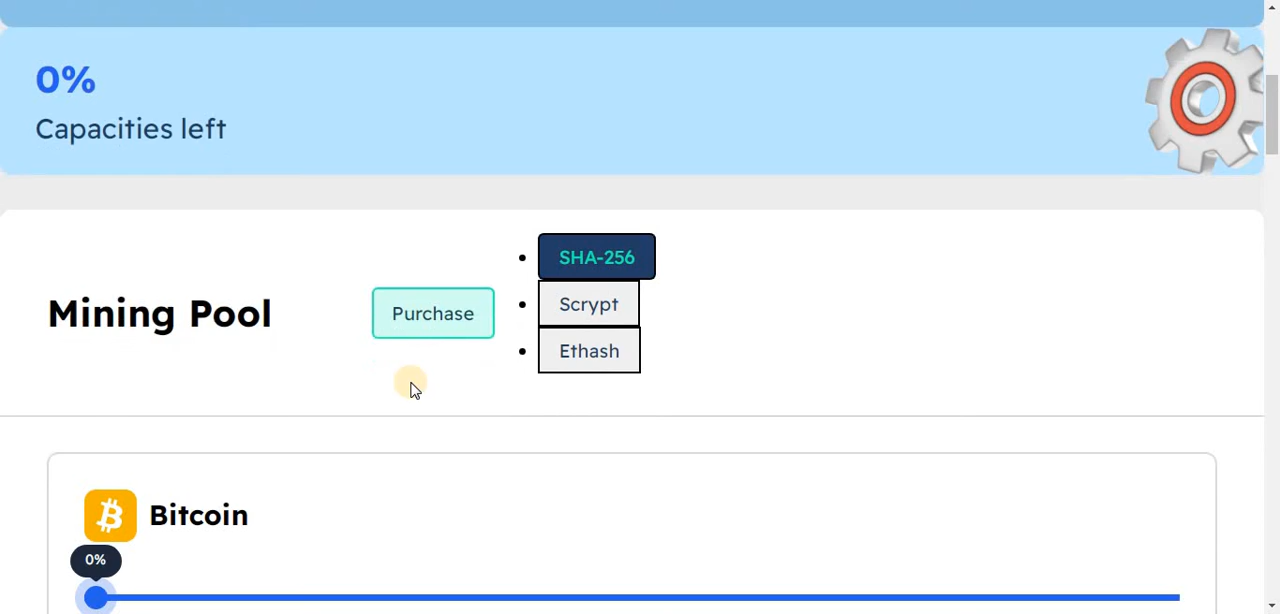 0%
Capacities left
Mining Pool
Purchase
SHA-256
Scrypt
Ethash
Bitcoin
0%